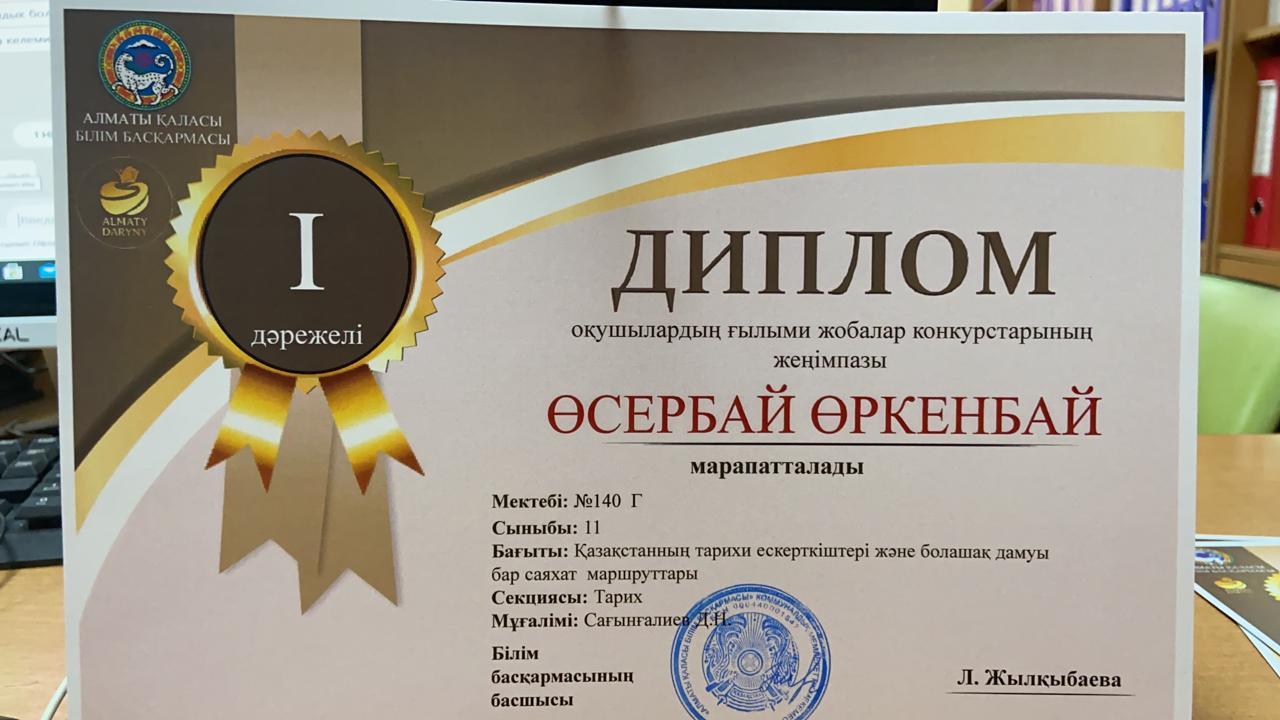 АЛМАТЫ ҚАЛАСЫ
БІЛІМ БАСҚАРМАСЫ
ALMATY
DARYNY
I
дәрежелі
ДИПЛОМ
оқушылардың ғылыми жобалар конкурстарының
жеңімпазы
ӨСЕРБАЙ ӨРКЕНБАЙ
марапатталады
Мектебі: №140 Г
Сыныбы: 11
Бағыты: Қазақстанның тарихи ескерткіштері және болашақ дамуы
бар саяхат маршруттары
Секциясы: Тарих
Мұғалімі: Сағынғалиев Д.Н.
Білім
басқармасының
басшысы
Л. Жылқыбаева